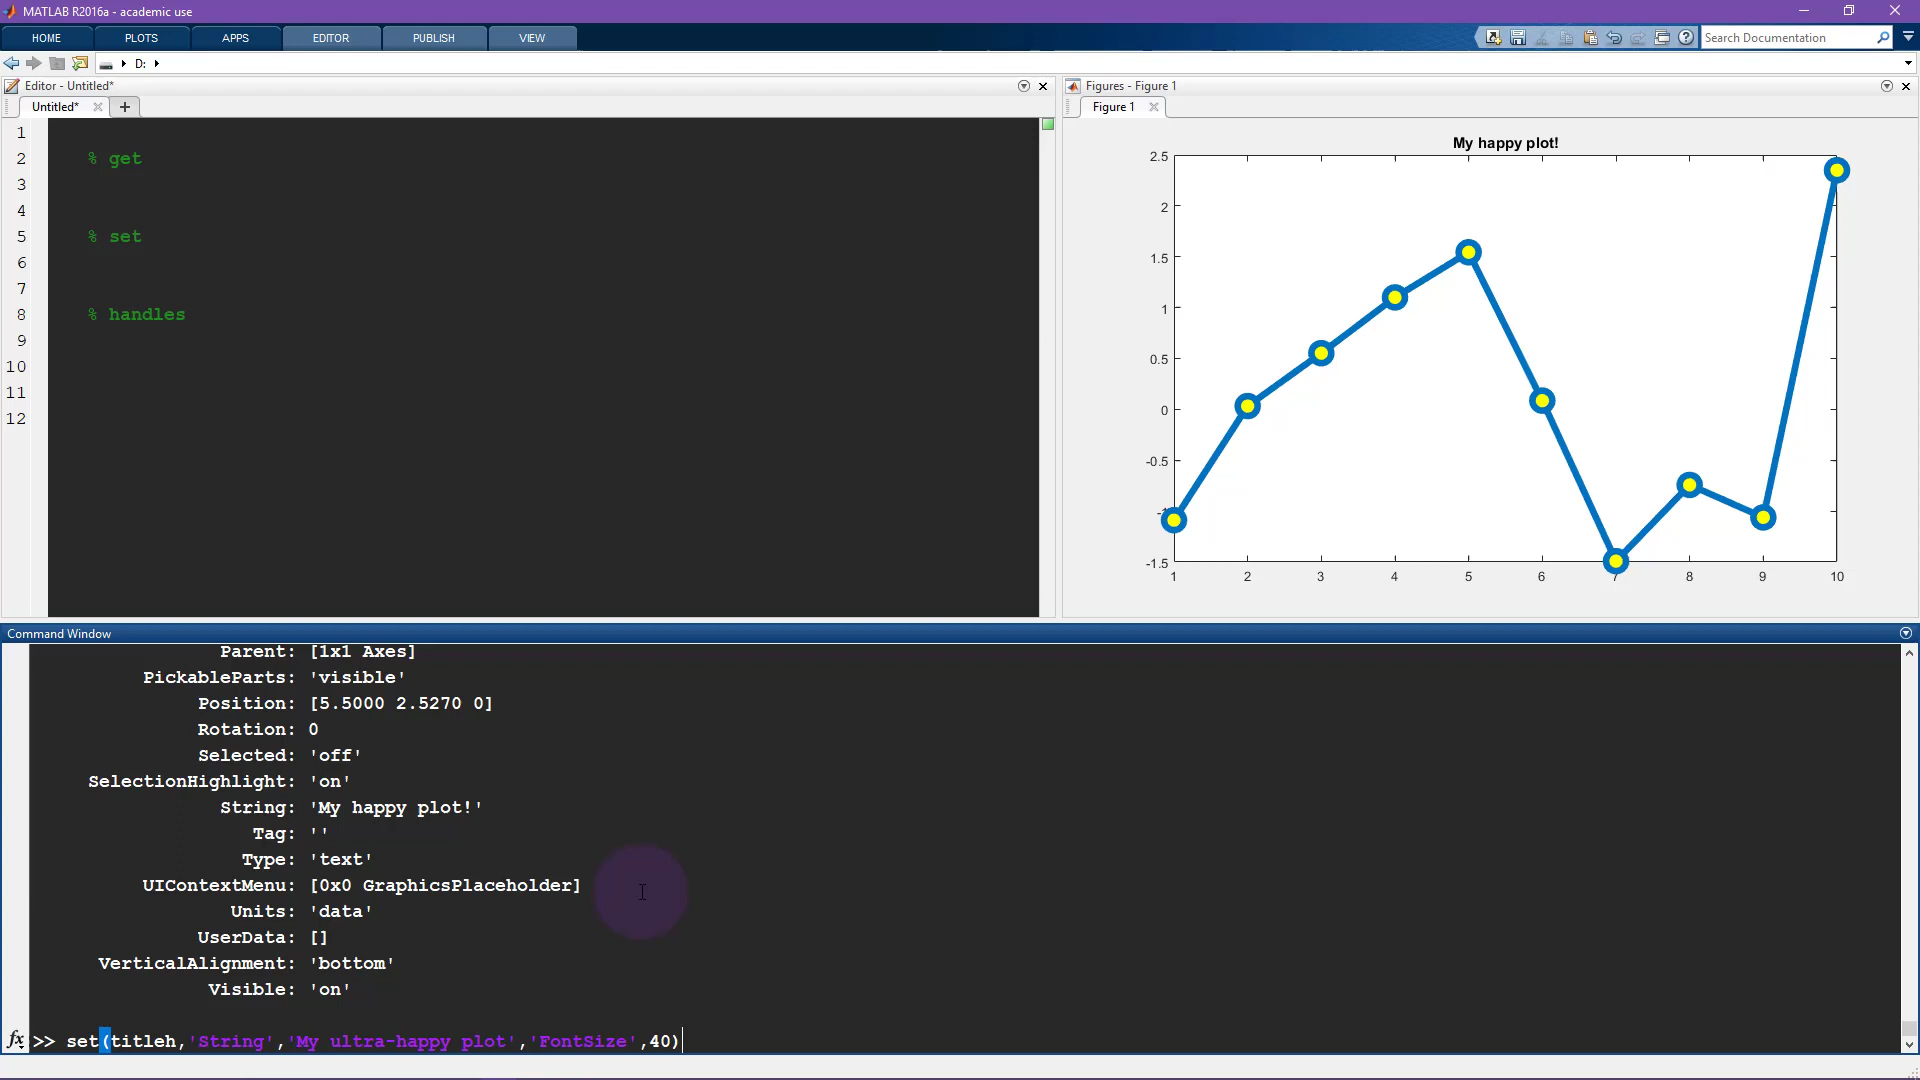 MATLAB R2016a - academic use
HOME PLOTS APPS EDITOR PUBLISH VIEW Search Documentation
D:
Editor - Untitled*
Untitled*
1
2 % get
3
4
5 % set
6
7
8 % handles
9
10
11
12
Figures - Figure 1
Figure 1
My happy plot!
2.5
2
1.5
1
0.5
0
-0.5
-1
-1.5
1 2 3 4 5 6 7 8 9 10
Command Window
Parent: [1x1 Axes]
PickableParts: 'visible'
Position: [5.5000 2.5270 0]
Rotation: 0
Selected: 'off'
SelectionHighlight: 'on'
String: 'My happy plot!'
Tag: ''
Type: 'text'
UIContextMenu: [0x0 GraphicsPlaceholder]
Units: 'data'
UserData: []
VerticalAlignment: 'bottom'
Visible: 'on'
fx >> set(titleh,'String','My ultra-happy plot','FontSize',40)